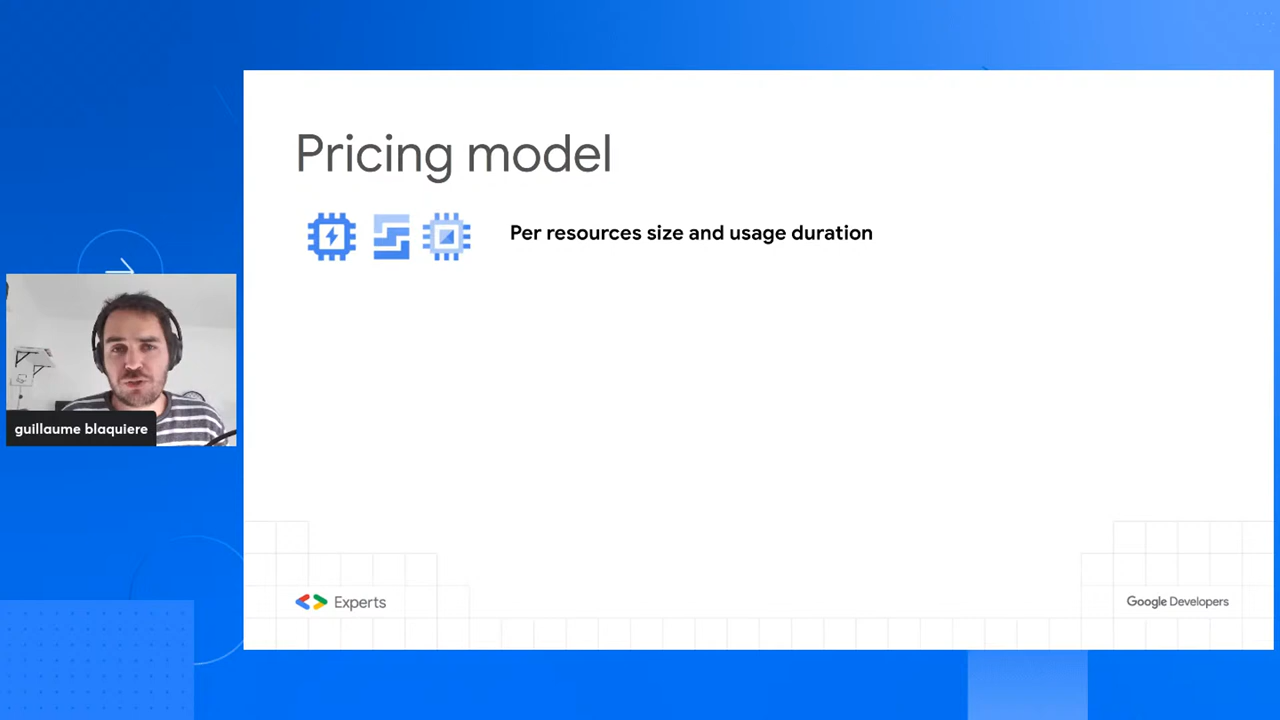 Pricing model
Per resources size and usage duration
guillaume blaquiere
Experts
Google Developers